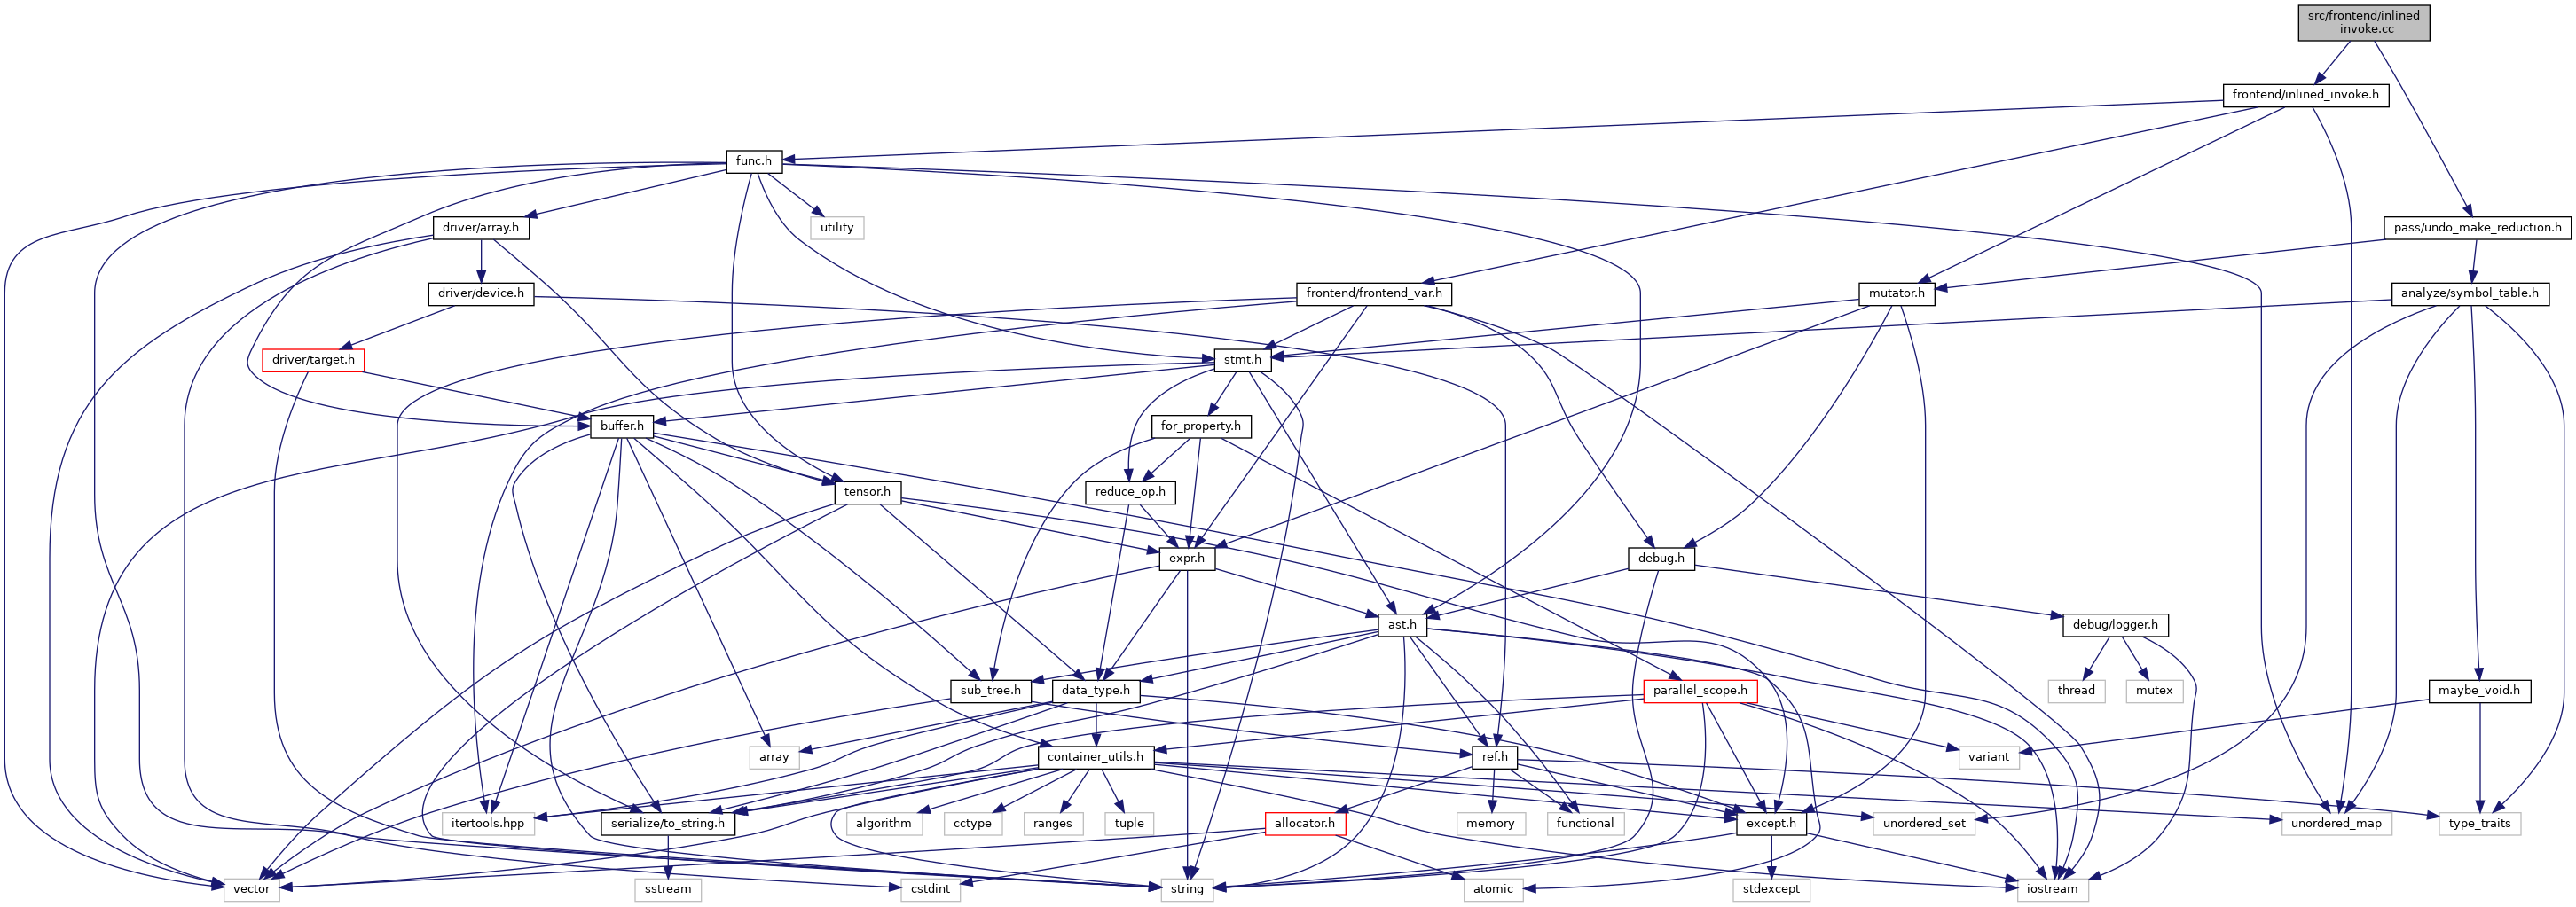 src/frontend/inlined
_invoke.cc
frontend/inlined_invoke.h
func.h
driver/array.h
utility
pass/undo_make_reduction.h
driver/device.h
frontend/frontend_var.h
mutator.h
analyze/symbol_table.h
driver/target.h
stmt.h
buffer.h
for_property.h
tensor.h
reduce_op.h
expr.h
debug.h
ast.h
debug/logger.h
sub_tree.h
data_type.h
parallel_scope.h
thread
mutex
maybe_void.h
array
container_utils.h
ref.h
variant
itertools.hpp
serialize/to_string.h
algorithm
cctype
ranges
tuple
allocator.h
memory
functional
except.h
unordered_set
unordered_map
type_traits
vector
sstream
cstdint
string
atomic
stdexcept
iostream